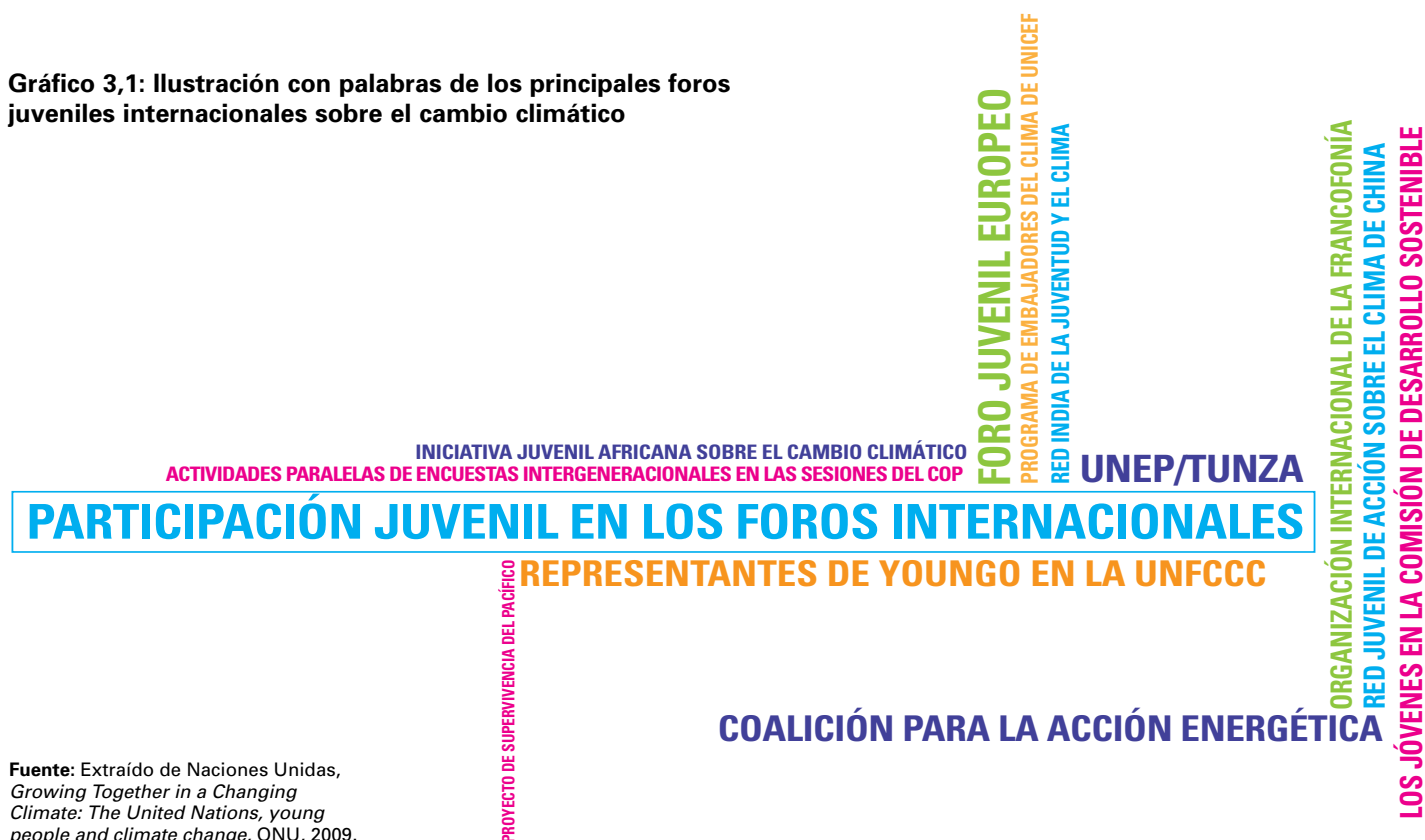 Gráfico 3,1: Ilustración con palabras de los principales foros
juveniles internacionales sobre el cambio climático
FORO JUVENIL EUROPEO
PROGRAMA DE EMBAJADORES DEL CLIMA DE UNICEF
RED INDIA DE LA JUVENTUD Y EL CLIMA
ORGANIZACIÓN INTERNACIONAL DE LA FRANCOFONÍA
RED JUVENIL DE ACCIÓN SOBRE EL CLIMA DE CHINA
LOS JÓVENES EN LA COMISIÓN DE DESARROLLO SOSTENIBLE
INICIATIVA JUVENIL AFRICANA SOBRE EL CAMBIO CLIMÁTICO
ACTIVIDADES PARALELAS DE ENCUESTAS INTERGENERACIONALES EN LAS SESIONES DEL COP
UNEP/TUNZA
PARTICIPACIÓN JUVENIL EN LOS FOROS INTERNACIONALES
PROYECTO DE SUPERVIVENCIA DEL PACÍFICO
REPRESENTANTES DE YOUNGO EN LA UNFCCC
COALICIÓN PARA LA ACCIÓN ENERGÉTICA
Fuente: Extraído de Naciones Unidas,
Growing Together in a Changing
Climate: The United Nations, young
people and climate change, ONU, 2009.